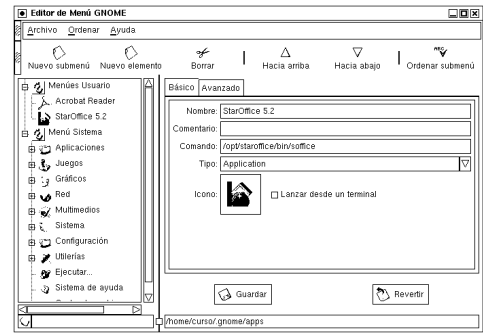 Editor de Menú GNOME
Archivo Ordenar Ayuda
Nuevo submenú Nuevo elemento Borrar Hacia arriba Hacia abajo Ordenar submenú
Menúes Usuario
Acrobat Reader
StarOffice 5.2
Menú Sistema
Aplicaciones
Juegos
Gráficos
Red
Multimedios
Sistema
Configuración
Utilerías
Ejecutar...
Sistema de ayuda
Básico Avanzado
Nombre: StarOffice 5.2
Comentario:
Comando: /opt/staroffice/bin/soffice
Tipo: Application
Icono: Lanzar desde un terminal
Guardar Revertir
/home/curso/.gnome/apps